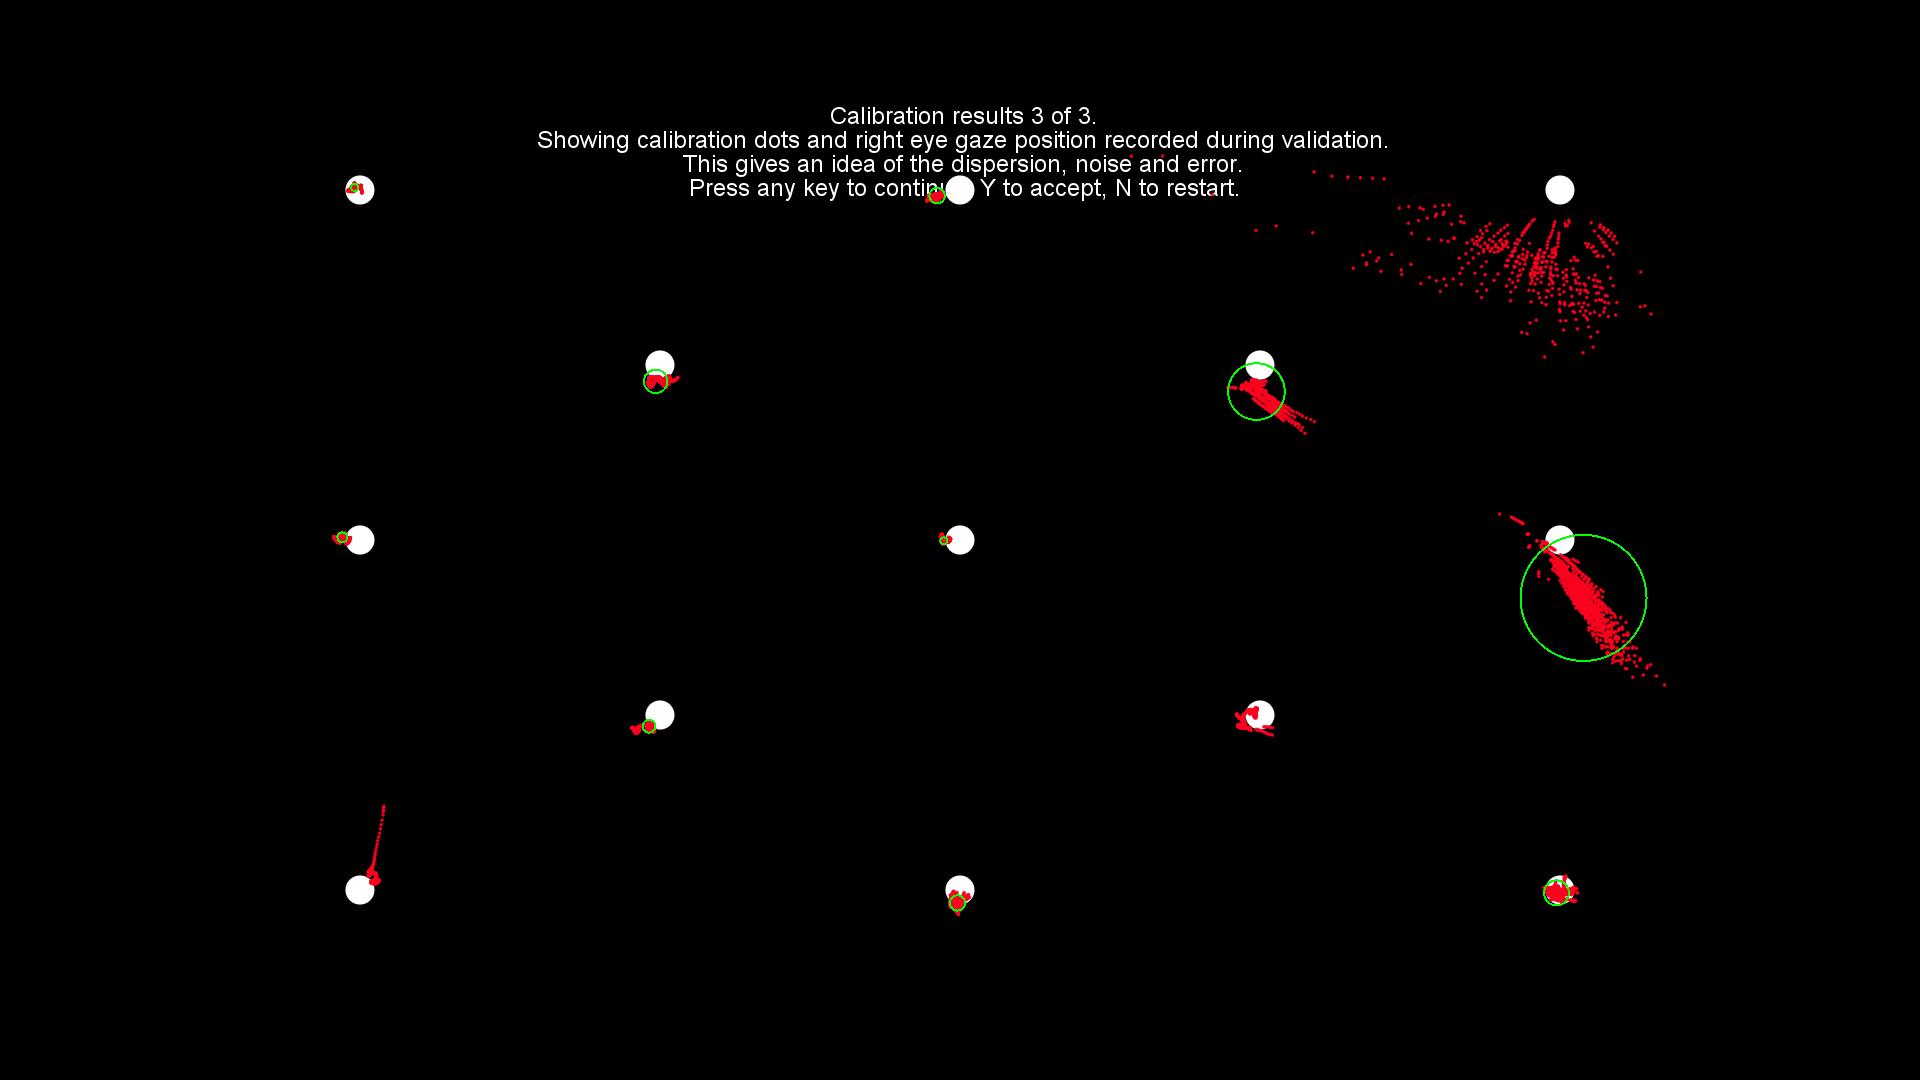 Calibration results 3 of 3.
Showing calibration dots and right eye gaze position recorded during validation.
This gives an idea of the dispersion, noise and error.
Press any key to continue, Y to accept, N to restart.